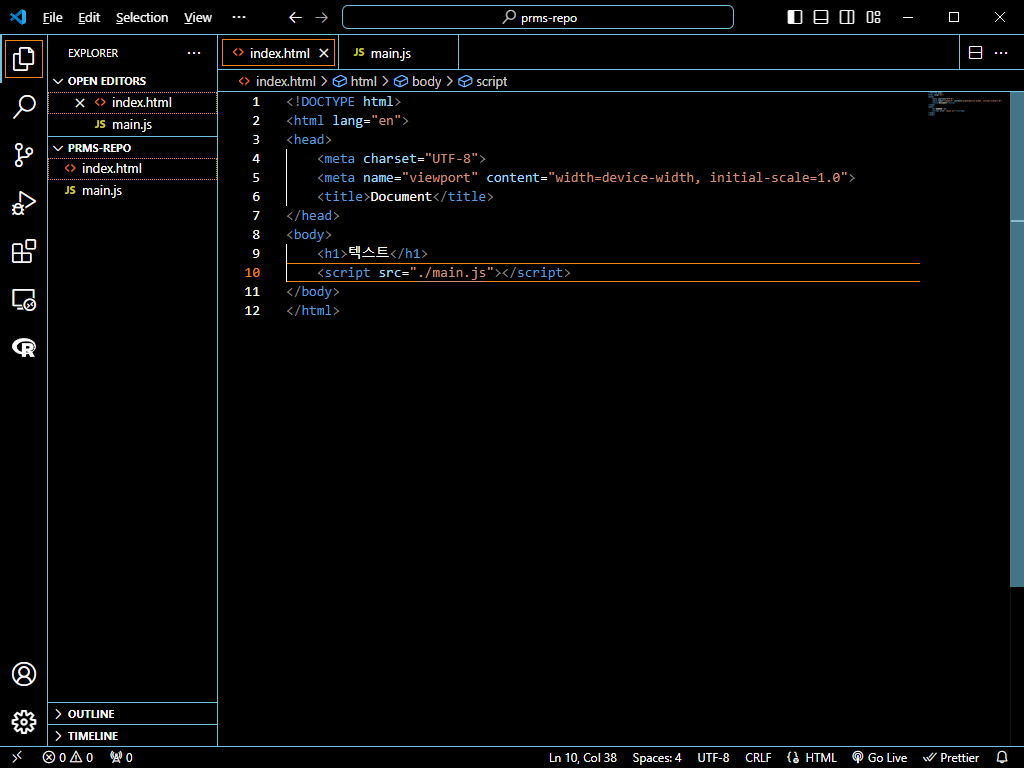 File Edit Selection View ··· prms-repo
EXPLORER ···
index.html
JS main.js
OPEN EDITORS
index.html
JS main.js
PRMS-REPO
index.html
JS main.js
index.html > html > body > script
1 <!DOCTYPE html>
2 <html lang="en">
3 <head>
4 <meta charset="UTF-8">
5 <meta name="viewport" content="width=device-width, initial-scale=1.0">
6 <title>Document</title>
7 </head>
8 <body>
9 <h1>텍스트</h1>
10 <script src="./main.js"></script>
11 </body>
12 </html>
OUTLINE
TIMELINE
0 0 0 Ln 10, Col 38 Spaces: 4 UTF-8 CRLF HTML Go Live Prettier